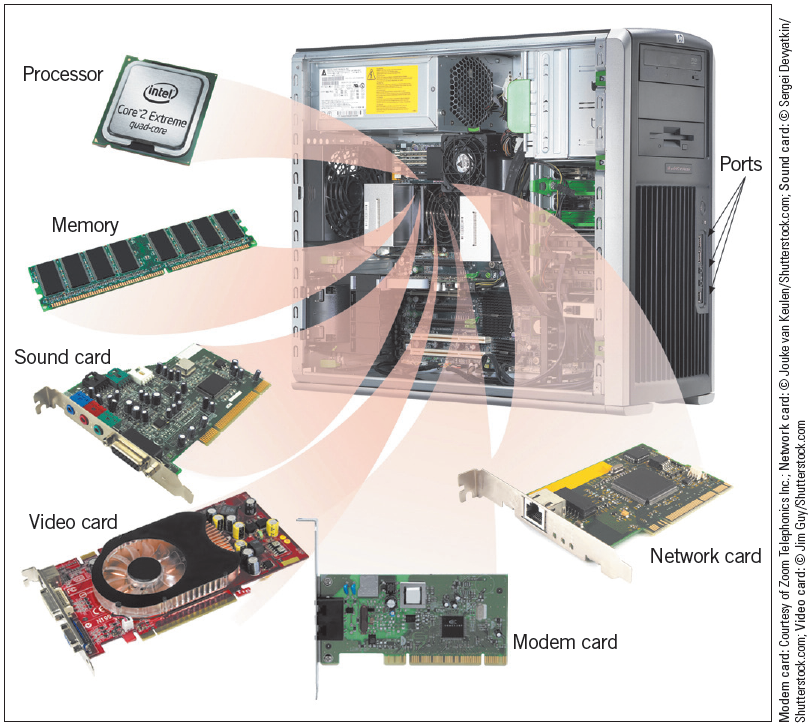 Processor
intel
Core™2 Extreme
quad-core
hp
Ports
Memory
Sound card
Video card
Network card
Modem card
Modem card: Courtesy of Zoom Telephonics Inc.; Network card: © Jouke van Keulen/Shutterstock.com; Sound card: © Sergei Devyatkin/
Shutterstock.com; Video card: © Jim Guy/Shutterstock.com